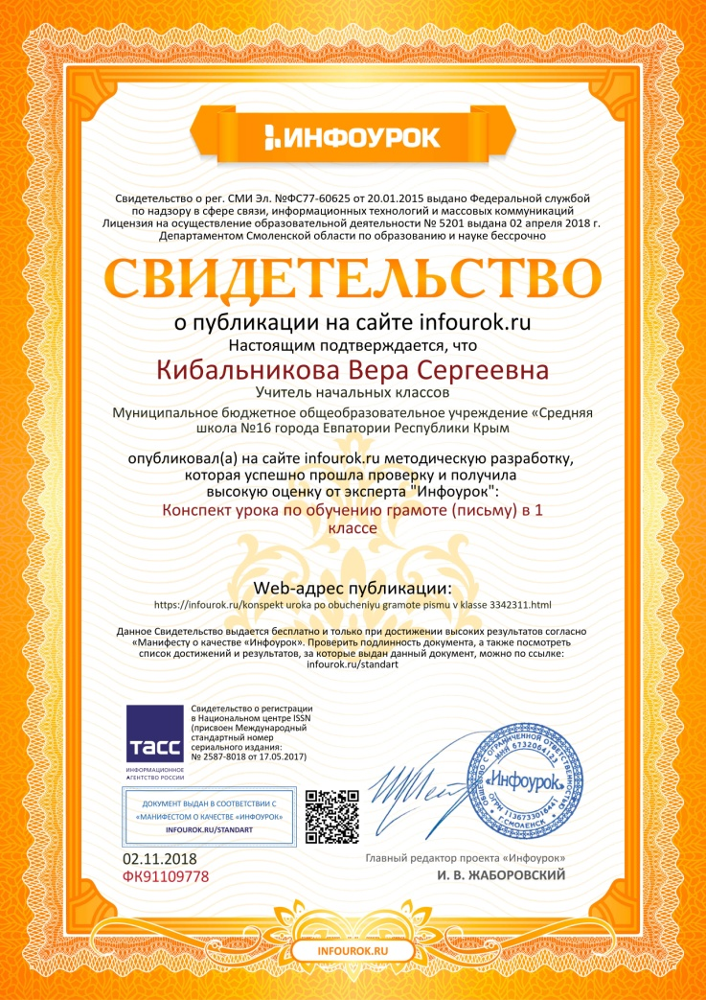 ИНФОУРОК
Свидетельство о рег. СМИ Эл. №ФС77-60625 от 20.01.2015 выдано Федеральной службой
по надзору в сфере связи, информационных технологий и массовых коммуникаций
Лицензия на осуществление образовательной деятельности № 5201 выдана 02 апреля 2018 г.
Департаментом Смоленской области по образованию и науке бессрочно
СВИДЕТЕЛЬСТВО
о публикации на сайте infourok.ru
Настоящим подтверждается, что
Кибальникова Вера Сергеевна
Учитель начальных классов
Муниципальное бюджетное общеобразовательное учреждение «Средняя
школа №16 города Евпатории Республики Крым
опубликовал(а) на сайте infourok.ru методическую разработку,
которая успешно прошла проверку и получила
высокую оценку от эксперта "Инфоурок":
Конспект урока по обучению грамоте (письму) в 1
классе
Web-адрес публикации:
https://infourok.ru/konspekt uroka po obucheniyu gramote pismu v klasse 3342311.html
Данное Свидетельство выдается бесплатно и только при достижении высоких результатов согласно
«Манифесту о качестве «Инфоурок». Проверить подлинность документа, а также посмотреть
список достижений и результатов, за которые выдан данный документ, можно по ссылке:
infourok.ru/standart
ТАСС
ИНФОРМАЦИОННОЕ
АГЕНТСТВО РОССИИ
Свидетельство о регистрации
в Национальном центре ISSN
(присвоен Международный
стандартный номер
сериального издания:
№ 2587-8018 от 17.05.2017)
ДОКУМЕНТ ВЫДАН В СООТВЕТСТВИИ С
«МАНИФЕСТОМ О КАЧЕСТВЕ «ИНФОУРОК»
INFOUROK.RU/STANDART
ОБЩЕСТВО С ОГРАНИЧЕННОЙ ОТВЕТСТВЕННОСТЬЮ
ИНН 6732064123
«Инфоурок»
ОГРН 1136733016441
Г.СМОЛЕНСК
02.11.2018
ФК91109778
Главный редактор проекта «Инфоурок»
И. В. ЖАБОРОВСКИЙ
INFOUROK.RU